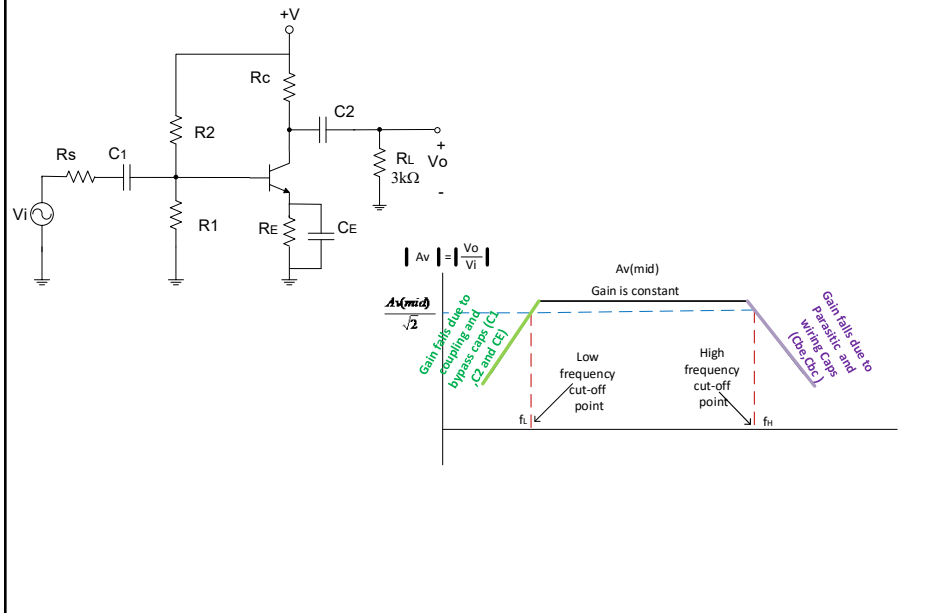 +V
Rc
C2
R2
+
Rs
C1
RL
Vo
3kΩ
-
Vi
R1
RE
CE
| Av | = | Vo
Vi |
Av(mid)
Gain is constant
Av(mid)
√2
Gain falls due to
coupling and
bypass caps (C1
,C2 and CE)
Gain falls due to
Parasitic and
wiring Caps
(Cbe,Cbc)
Low
frequency
cut-off
point
High
frequency
cut-off
point
fL
fH